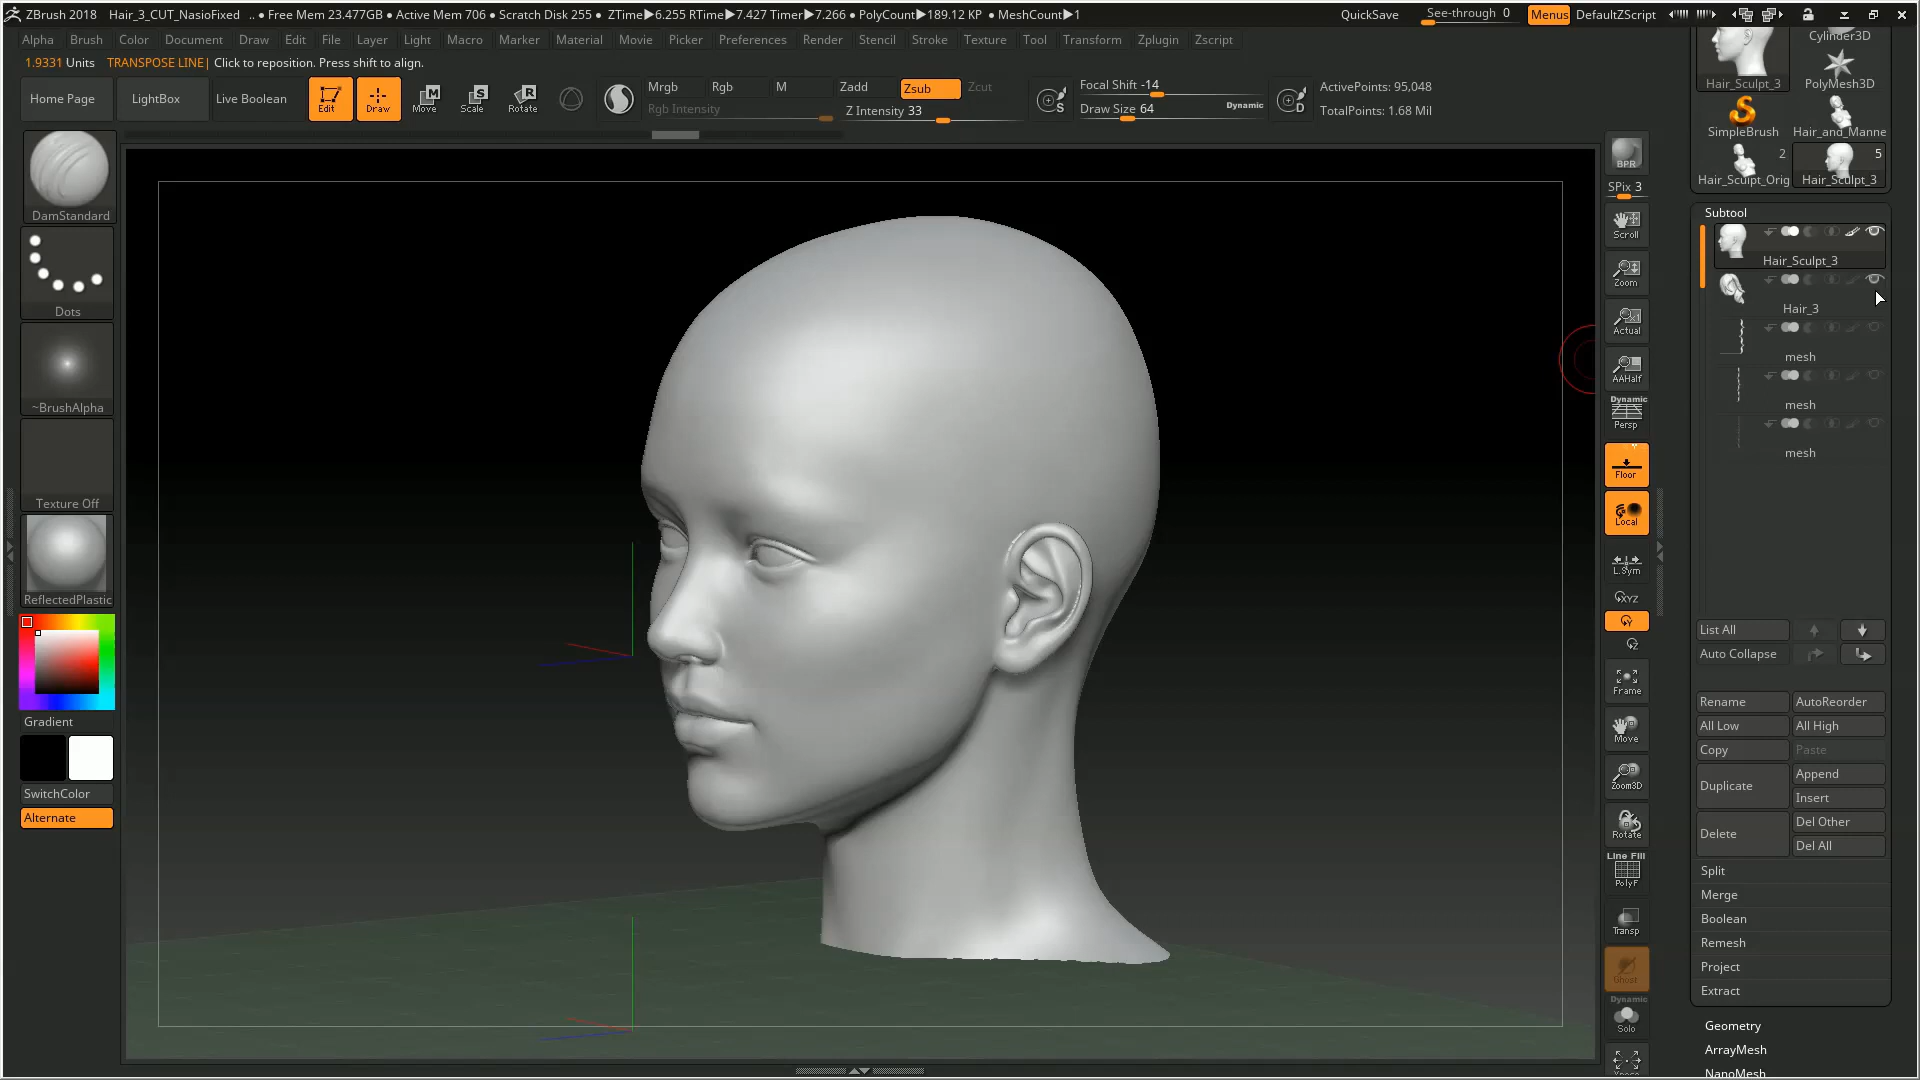 ZBrush 2018 Hair_3_CUT_NasioFixed .. ● Free Mem 23.477GB ● Active Mem 706 ● Scratch Disk 255 ● ZTime▶6.255 RTime▶7.427 Timer▶7.266 ● PolyCount▶189.12 KP ● MeshCount▶1 QuickSave See-through 0 Menus DefaultZScript
Alpha Brush Color Document Draw Edit File Layer Light Macro Marker Material Movie Picker Preferences Render Stencil Stroke Texture Tool Transform Zplugin Zscript
1.9331 Units TRANSPOSE LINE| Click to reposition. Press shift to align.
Home Page LightBox Live Boolean Edit Draw Move Scale Rotate
Mrgb Rgb M Zadd Zsub Zcut
Rgb Intensity Z Intensity 33
Focal Shift -14
Draw Size 64 Dynamic
ActivePoints: 95,048
TotalPoints: 1.68 Mil
DamStandard
Dots
~BrushAlpha
Texture Off
ReflectedPlastic
Gradient
SwitchColor
Alternate
BPR
SPix 3
Scroll
Zoom
Actual
AAHalf
Dynamic
Persp
Floor
Local
L.Sym
XYZ
Y
Z
Frame
Move
Zoom3D
Rotate
Line Fill
PolyF
Transp
Ghost
Dynamic
Solo
Cylinder3D
Hair_Sculpt_3 PolyMesh3D
SimpleBrush Hair_and_Manne
2 5
Hair_Sculpt_Orig Hair_Sculpt_3
Subtool
Hair_Sculpt_3
Hair_3
mesh
mesh
mesh
List All
Auto Collapse
Rename AutoReorder
All Low All High
Copy Paste
Duplicate Append
Insert
Delete Del Other
Del All
Split
Merge
Boolean
Remesh
Project
Extract
Geometry
ArrayMesh
NanoMesh